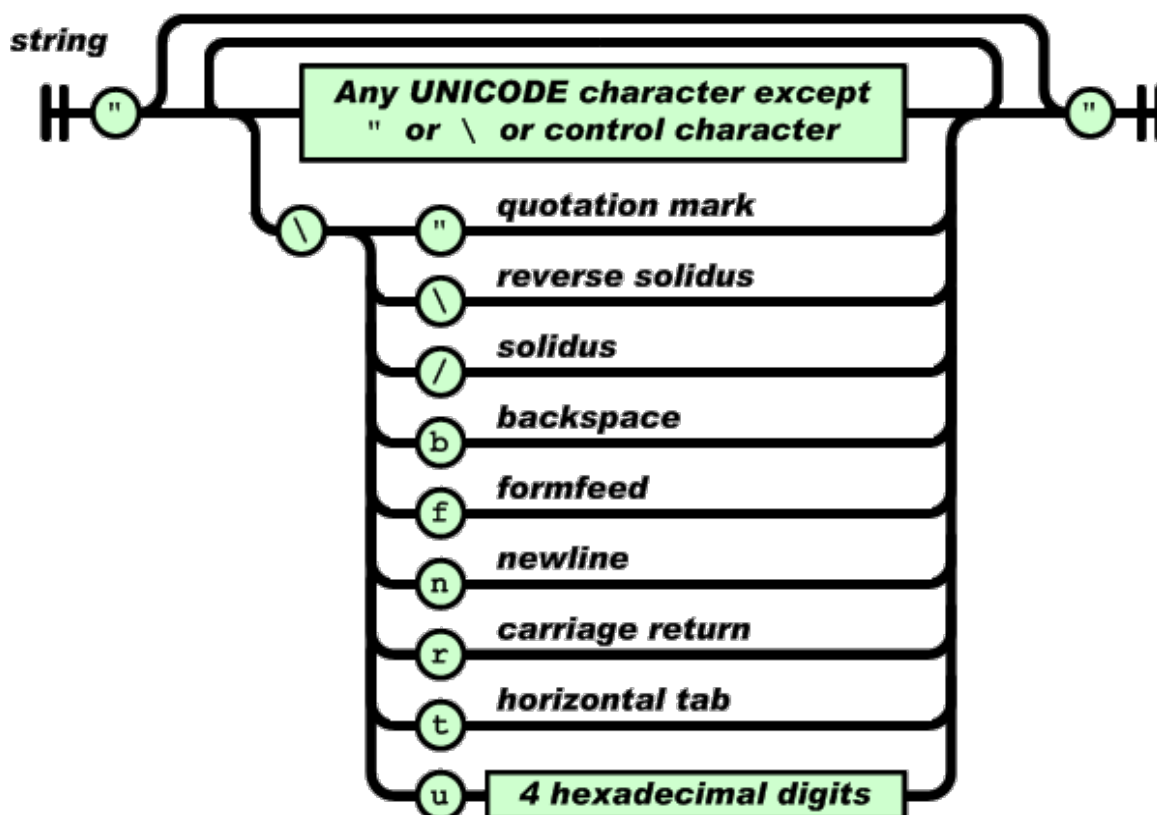 string
" Any UNICODE character except "
" or \ or control character
\ " quotation mark
\ reverse solidus
/ solidus
b backspace
f formfeed
n newline
r carriage return
t horizontal tab
u 4 hexadecimal digits